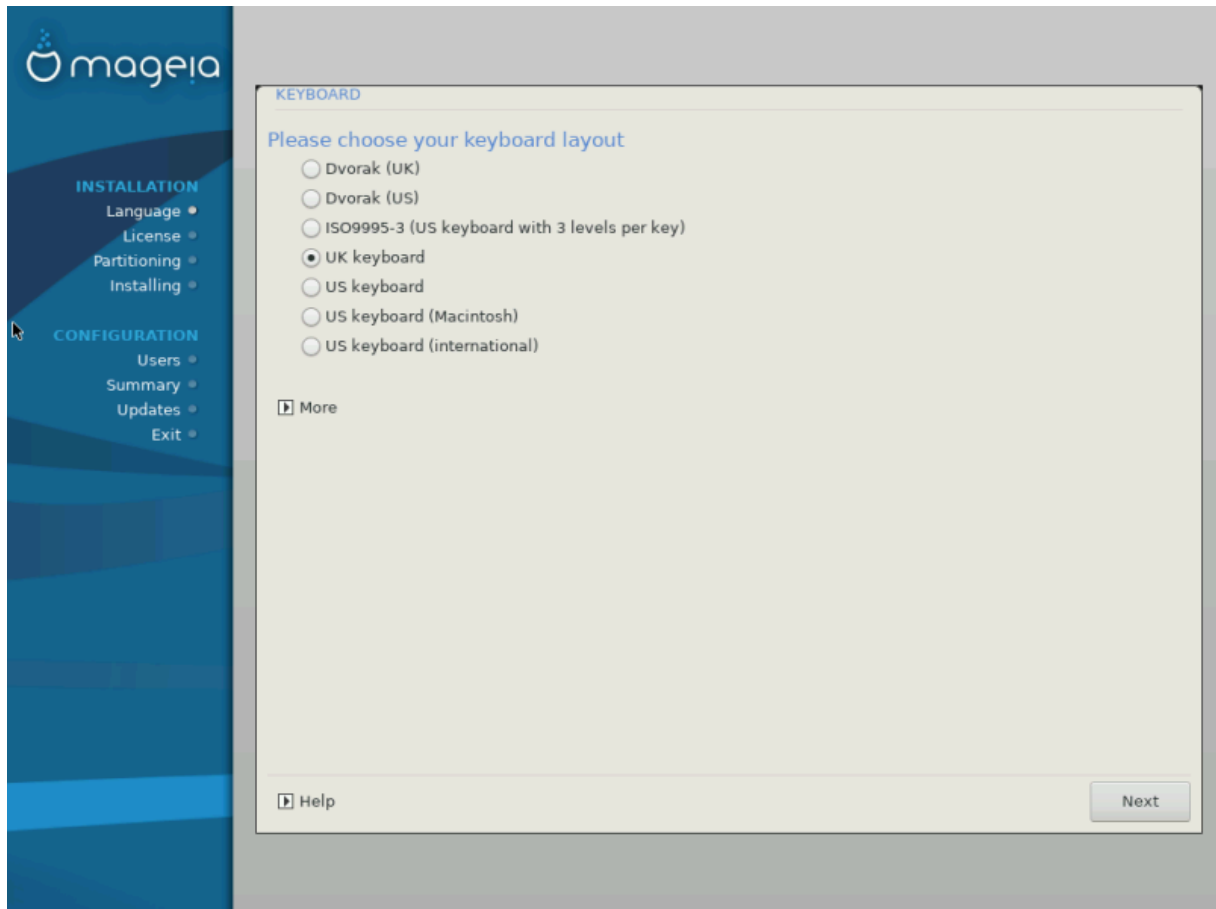 mageia
INSTALLATION
Language
License
Partitioning
Installing
CONFIGURATION
Users
Summary
Updates
Exit
KEYBOARD
Please choose your keyboard layout
Dvorak (UK)
Dvorak (US)
ISO9995-3 (US keyboard with 3 levels per key)
UK keyboard
US keyboard
US keyboard (Macintosh)
US keyboard (international)
More
Help
Next